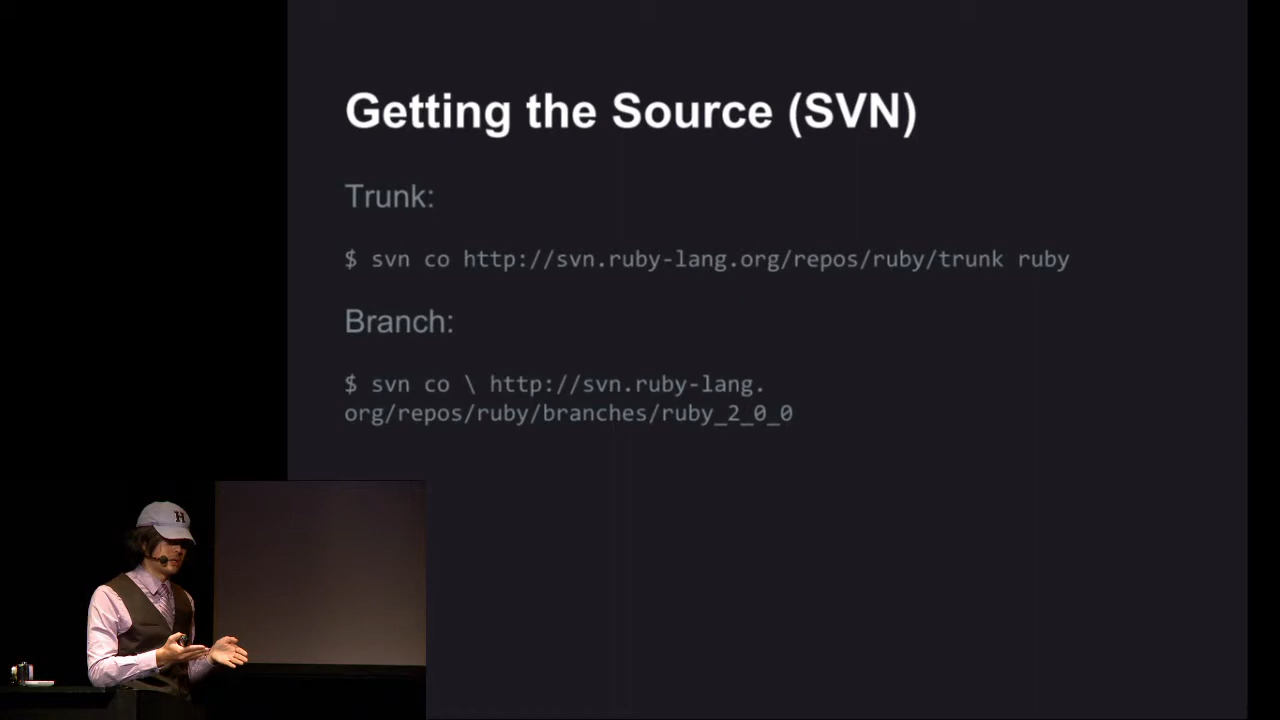 Getting the Source (SVN)
Trunk:
$ svn co http://svn.ruby-lang.org/repos/ruby/trunk ruby
Branch:
$ svn co \ http://svn.ruby-lang.
org/repos/ruby/branches/ruby_2_0_0
H